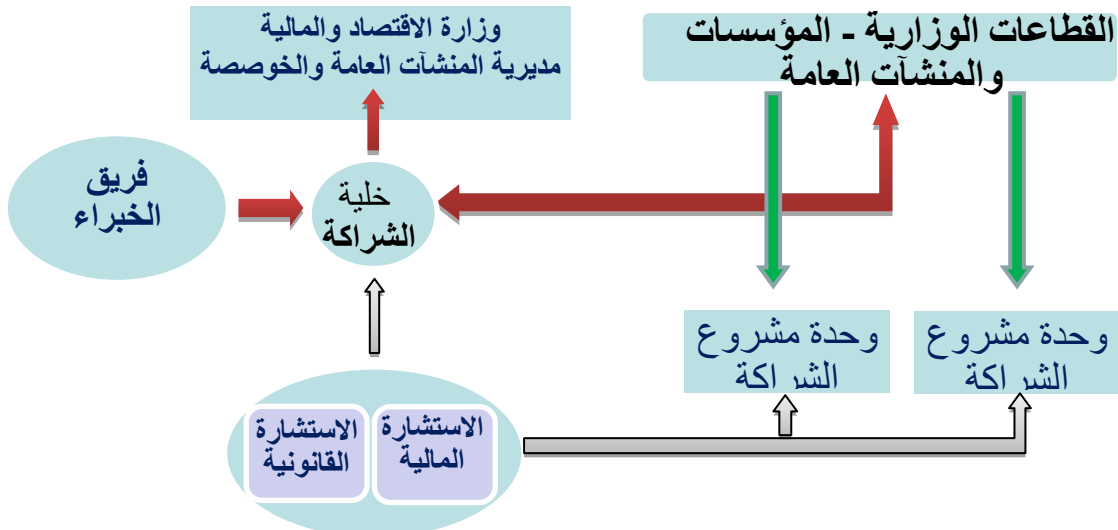 القطاعات الوزارية - المؤسسات
والمنشآت العامة
وزارة الاقتصاد والمالية
مديرية المنشآت العامة والخوصصة
فريق
الخبراء
خلية
الشراكة
وحدة مشروع
الشراكة
وحدة مشروع
الشراكة
الاستشارة
المالية
الاستشارة
القانونية